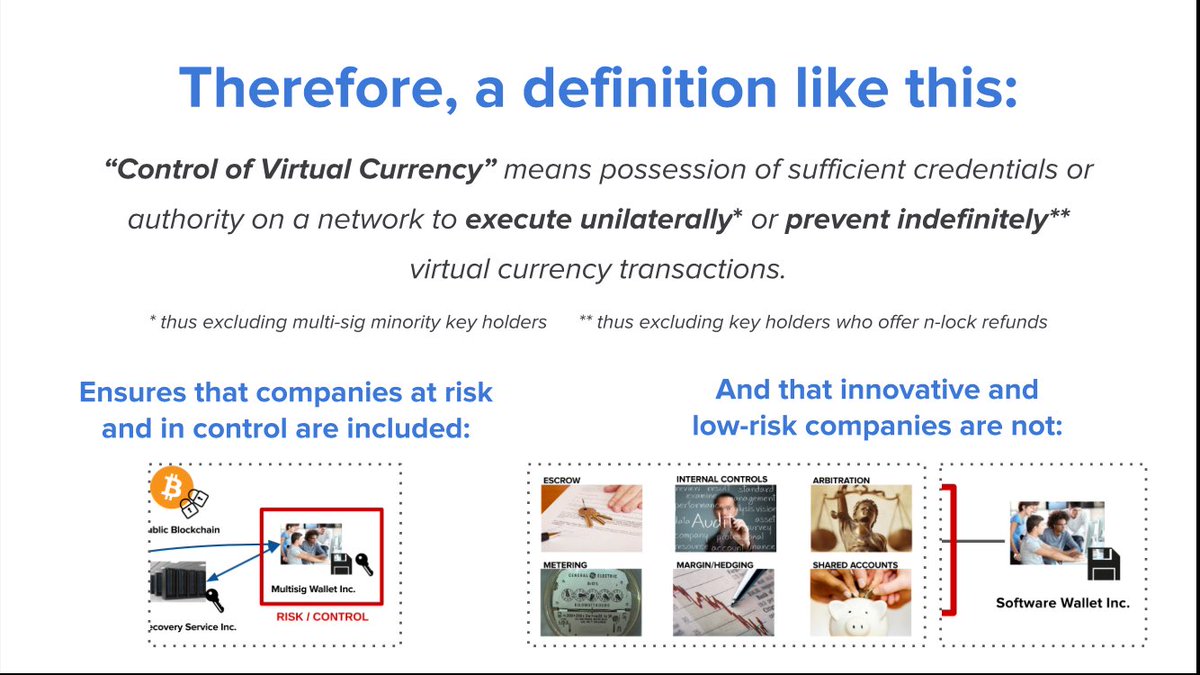 Therefore, a definition like this:
“Control of Virtual Currency” means possession of sufficient credentials or
authority on a network to execute unilaterally* or prevent indefinitely**
virtual currency transactions.
* thus excluding multi-sig minority key holders ** thus excluding key holders who offer n-lock refunds
Ensures that companies at risk
and in control are included:
And that innovative and
low-risk companies are not:
ublic Blockchain
Multisig Wallet Inc.
ecovery Service Inc.
RISK / CONTROL
ESCROW
INTERNAL CONTROLS
ARBITRATION
Audit
METERING
MARGIN/HEDGING
SHARED ACCOUNTS
GENERAL ELECTRIC
Software Wallet Inc.